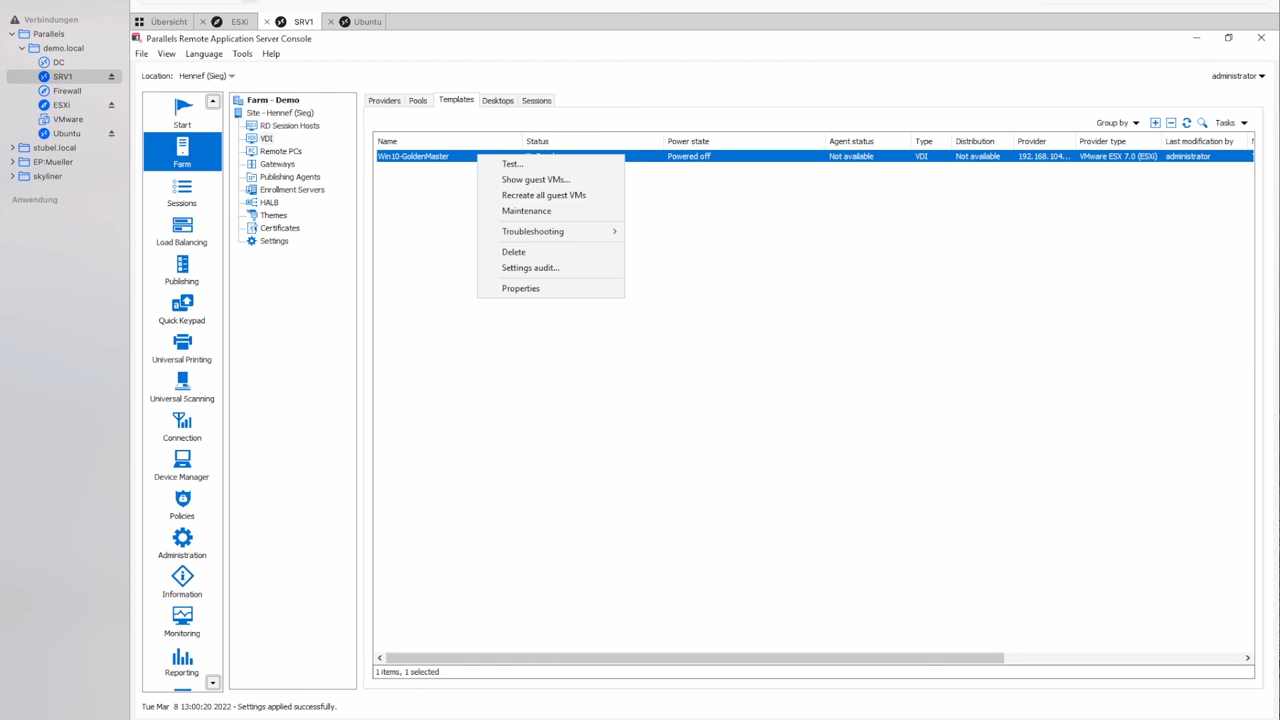 Verbindungen
Parallels
demo.local
DC
SRV1
Firewall
ESXi
VMware
Ubuntu
stubel.local
EP:Mueller
skyliner
Anwendung
Übersicht
ESXi
SRV1
Ubuntu
Parallels Remote Application Server Console
File View Language Tools Help
Location: Hennef (Sieg)
administrator
Start
Farm
Sessions
Load Balancing
Publishing
Quick Keypad
Universal Printing
Universal Scanning
Connection
Device Manager
Policies
Administration
Information
Monitoring
Reporting
Farm - Demo
Site - Hennef (Sieg)
RD Session Hosts
VDI
Remote PCs
Gateways
Publishing Agents
Enrollment Servers
HALB
Themes
Certificates
Settings
Providers Pools Templates Desktops Sessions
Group by Tasks
Name Status Power state Agent status Type Distribution Provider Provider type Last modification by
Win10-GoldenMaster Powered off Not available VDI Not available 192.168.104... VMware ESX 7.0 (ESXi) administrator
Test...
Show guest VMs...
Recreate all guest VMs
Maintenance
Troubleshooting
Delete
Settings audit...
Properties
1 items, 1 selected
Tue Mar 8 13:00:20 2022 - Settings applied successfully.